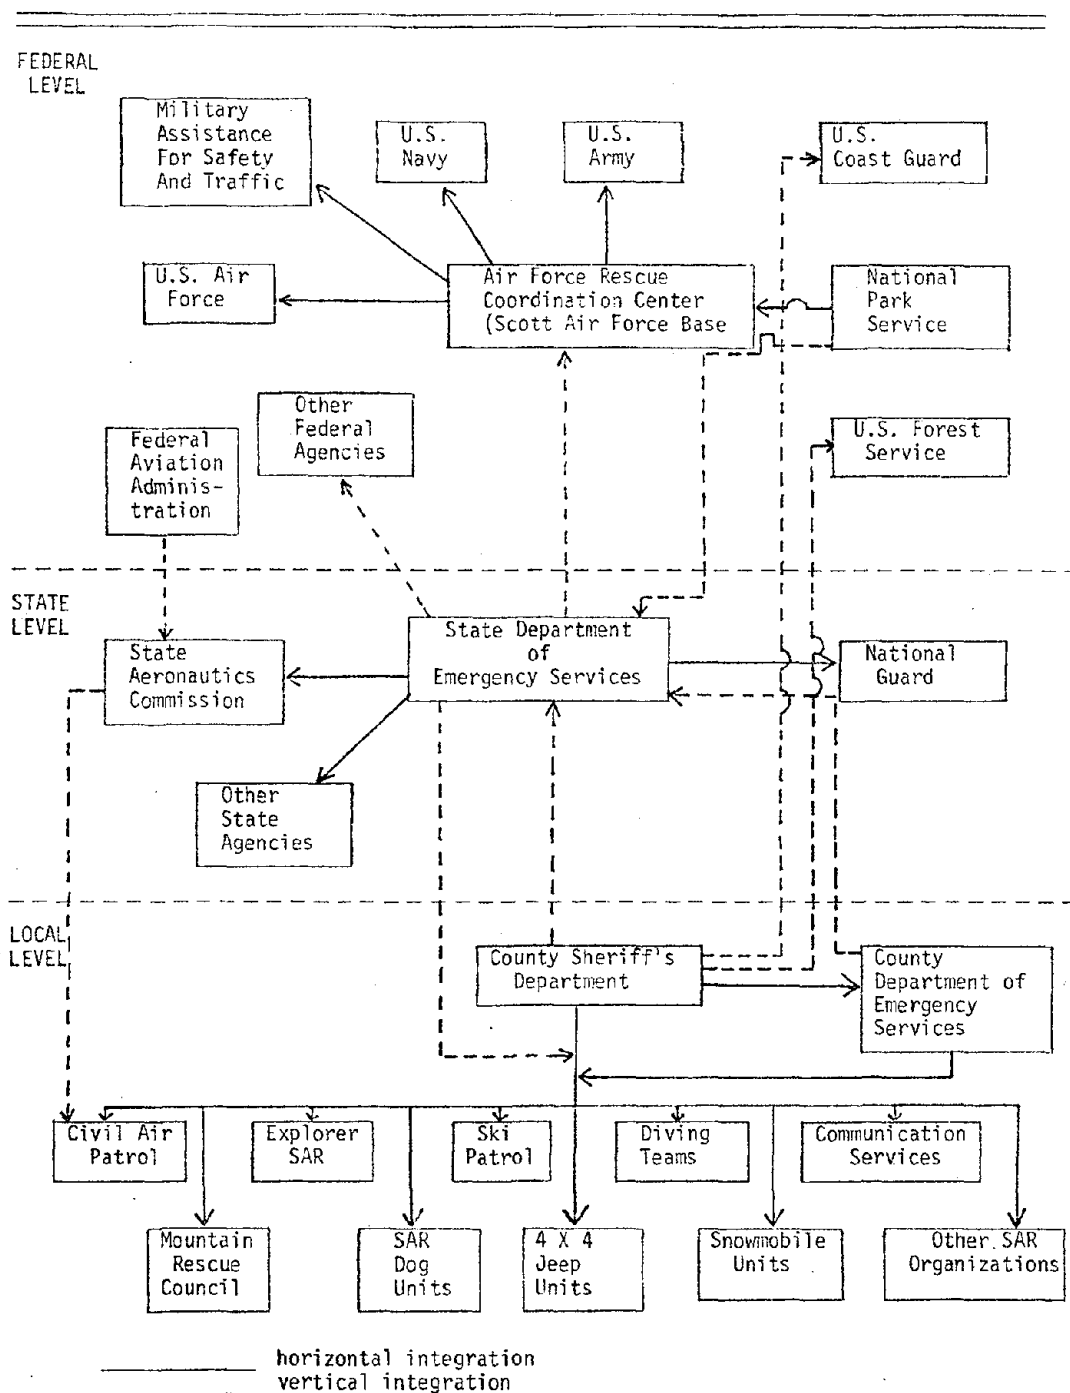 FEDERAL
LEVEL
Military
Assistance
For Safety
And Traffic
U.S.
Navy
U.S.
Army
U.S.
Coast Guard
U.S. Air
Force
Air Force Rescue
Coordination Center
(Scott Air Force Base
National
Park
Service
Other
Federal
Agencies
Federal
Aviation
Adminis-
tration
U.S. Forest
Service
STATE
LEVEL
State
Aeronautics
Commission
State Department
of
Emergency Services
National
Guard
Other
State
Agencies
LOCAL
LEVEL
County Sheriff's
Department
County
Department of
Emergency
Services
Civil Air
Patrol
Explorer
SAR
Ski
Patrol
Diving
Teams
Communication
Services
Mountain
Rescue
Council
SAR
Dog
Units
4 X 4
Jeep
Units
Snowmobile
Units
Other SAR
Organizations
horizontal integration
vertical integration